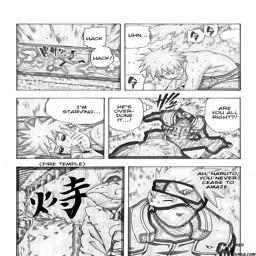 HACK
HACK!
UHN...
I'M
STARVING...
HE'S
OVER-
DONE
IT...!
ARE YOU
ALL
RIGHT?!
(FIRE TEMPLE)
火寺
AH, NARUTO,
YOU NEVER
CEASE TO
AMAZE